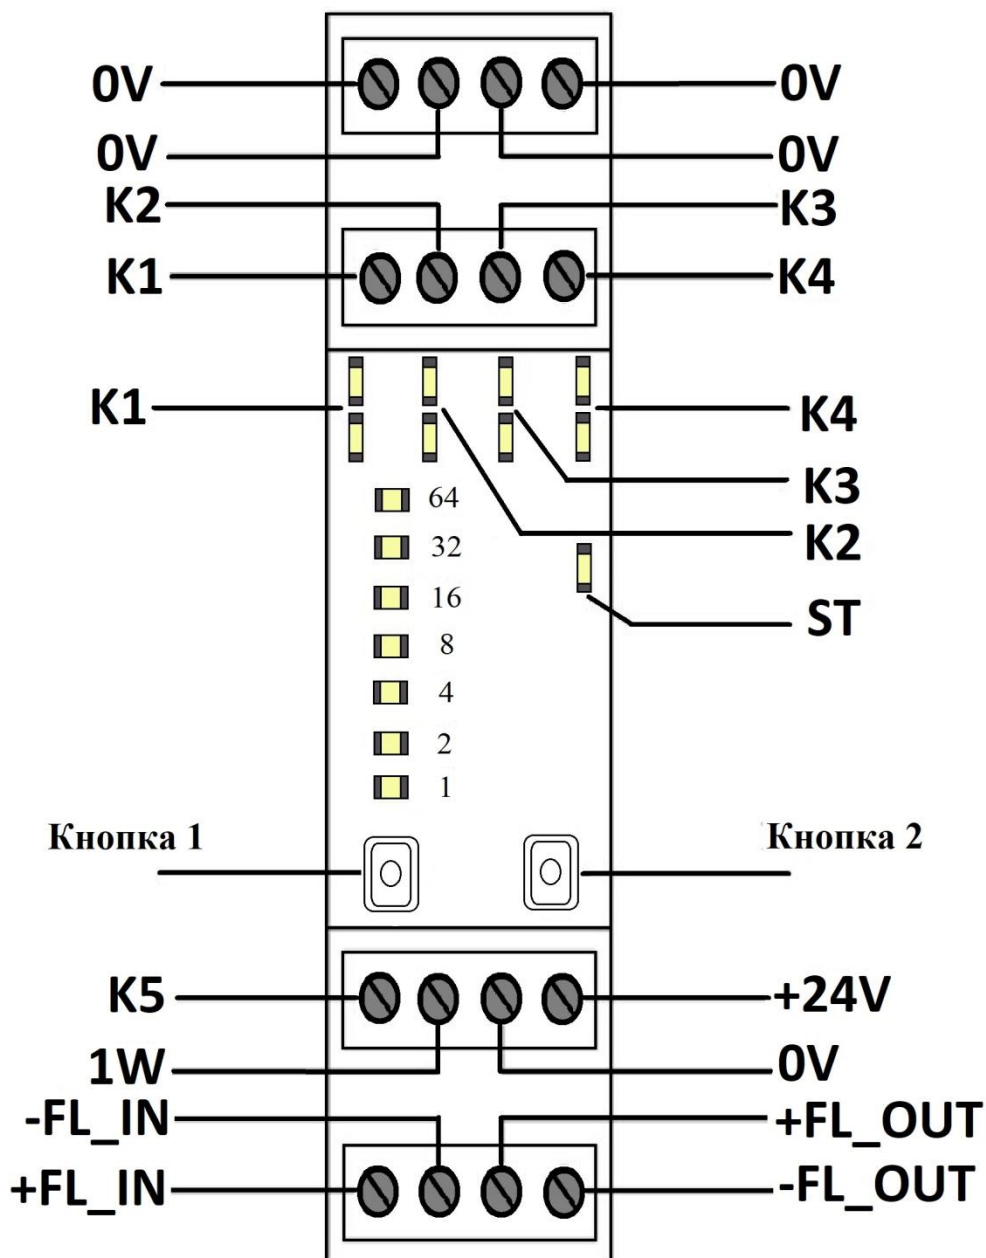 0V 0V
0V 0V
K2 K3
K1 K4
K1 K4
64 K3
32 K2
16 ST
8
4
2
1
Кнопка 1 Кнопка 2
K5 +24V
1W 0V
-FL_IN +FL_OUT
+FL_IN -FL_OUT